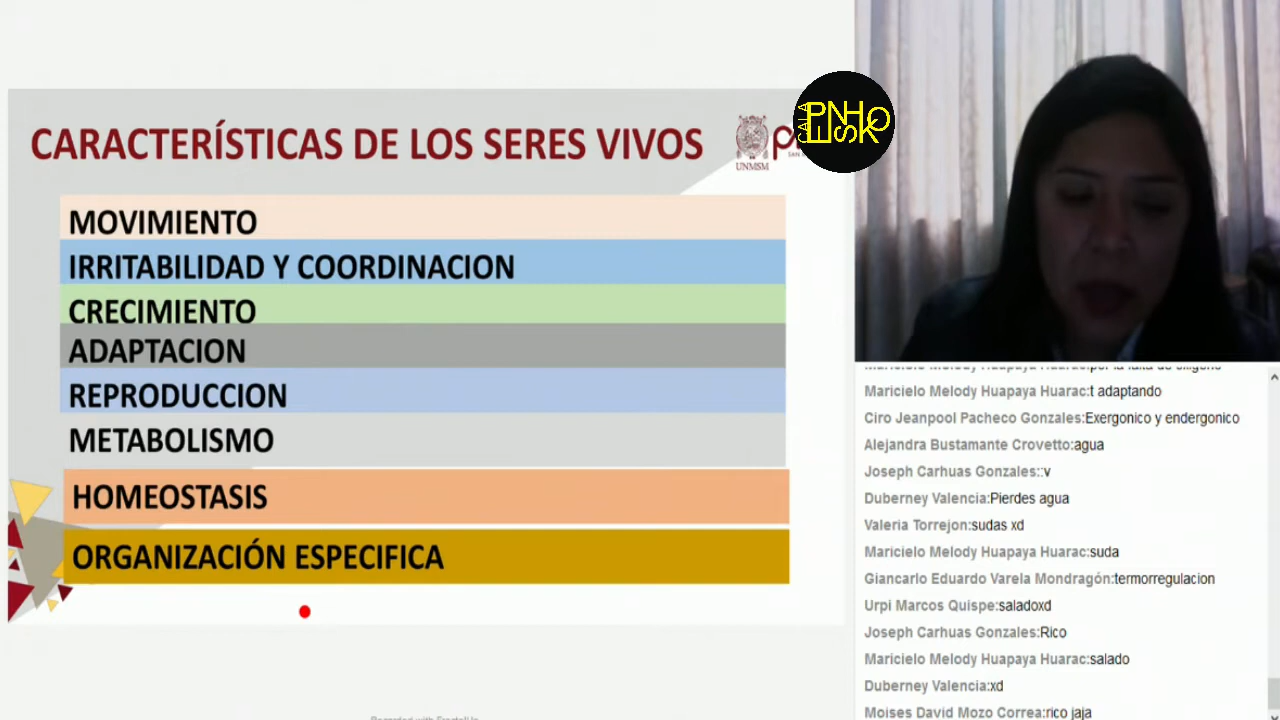 CARACTERÍSTICAS DE LOS SERES VIVOS
UNMSM
MOVIMIENTO
IRRITABILIDAD Y COORDINACION
CRECIMIENTO
ADAPTACION
REPRODUCCION
METABOLISMO
HOMEOSTASIS
ORGANIZACIÓN ESPECIFICA
Maricielo Melody Huapaya Huarac:t adaptando
Ciro Jeanpool Pacheco Gonzales:Exergonico y endergonico
Alejandra Bustamante Crovetto:agua
Joseph Carhuas Gonzales::v
Duberney Valencia:Pierdes agua
Valeria Torrejon:sudas xd
Maricielo Melody Huapaya Huarac:suda
Giancarlo Eduardo Varela Mondragón:termorregulacion
Urpi Marcos Quispe:saladoxd
Joseph Carhuas Gonzales:Rico
Maricielo Melody Huapaya Huarac:salado
Duberney Valencia:xd
Moises David Mozo Correa:rico jaja